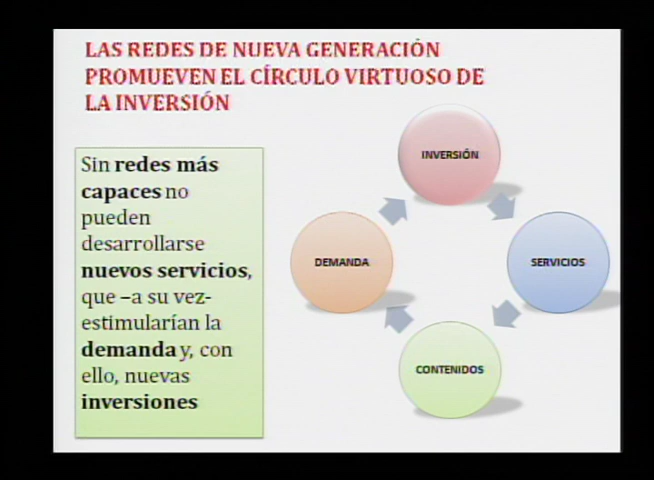 LAS REDES DE NUEVA GENERACIÓN
PROMUEVEN EL CÍRCULO VIRTUOSO DE
LA INVERSIÓN
Sin redes más
capaces no
pueden
desarrollarse
nuevos servicios,
que –a su vez-
estimularían la
demanda y, con
ello, nuevas
inversiones
INVERSIÓN
SERVICIOS
CONTENIDOS
DEMANDA